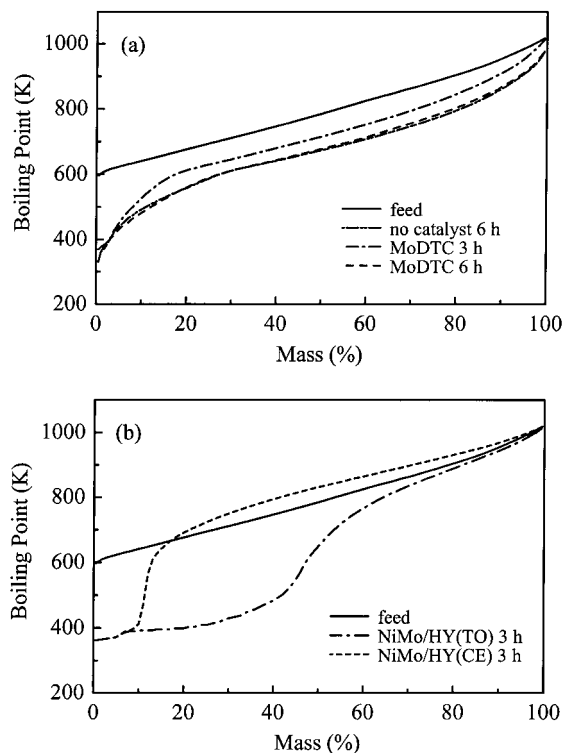 (a)
1000
800
600
400
200
Boiling Point (K)
feed
no catalyst 6 h
MoDTC 3 h
MoDTC 6 h
0 20 40 60 80 100
Mass (%)
(b)
1000
800
600
400
200
Boiling Point (K)
feed
NiMo/HY(TO) 3 h
NiMo/HY(CE) 3 h
0 20 40 60 80 100
Mass (%)